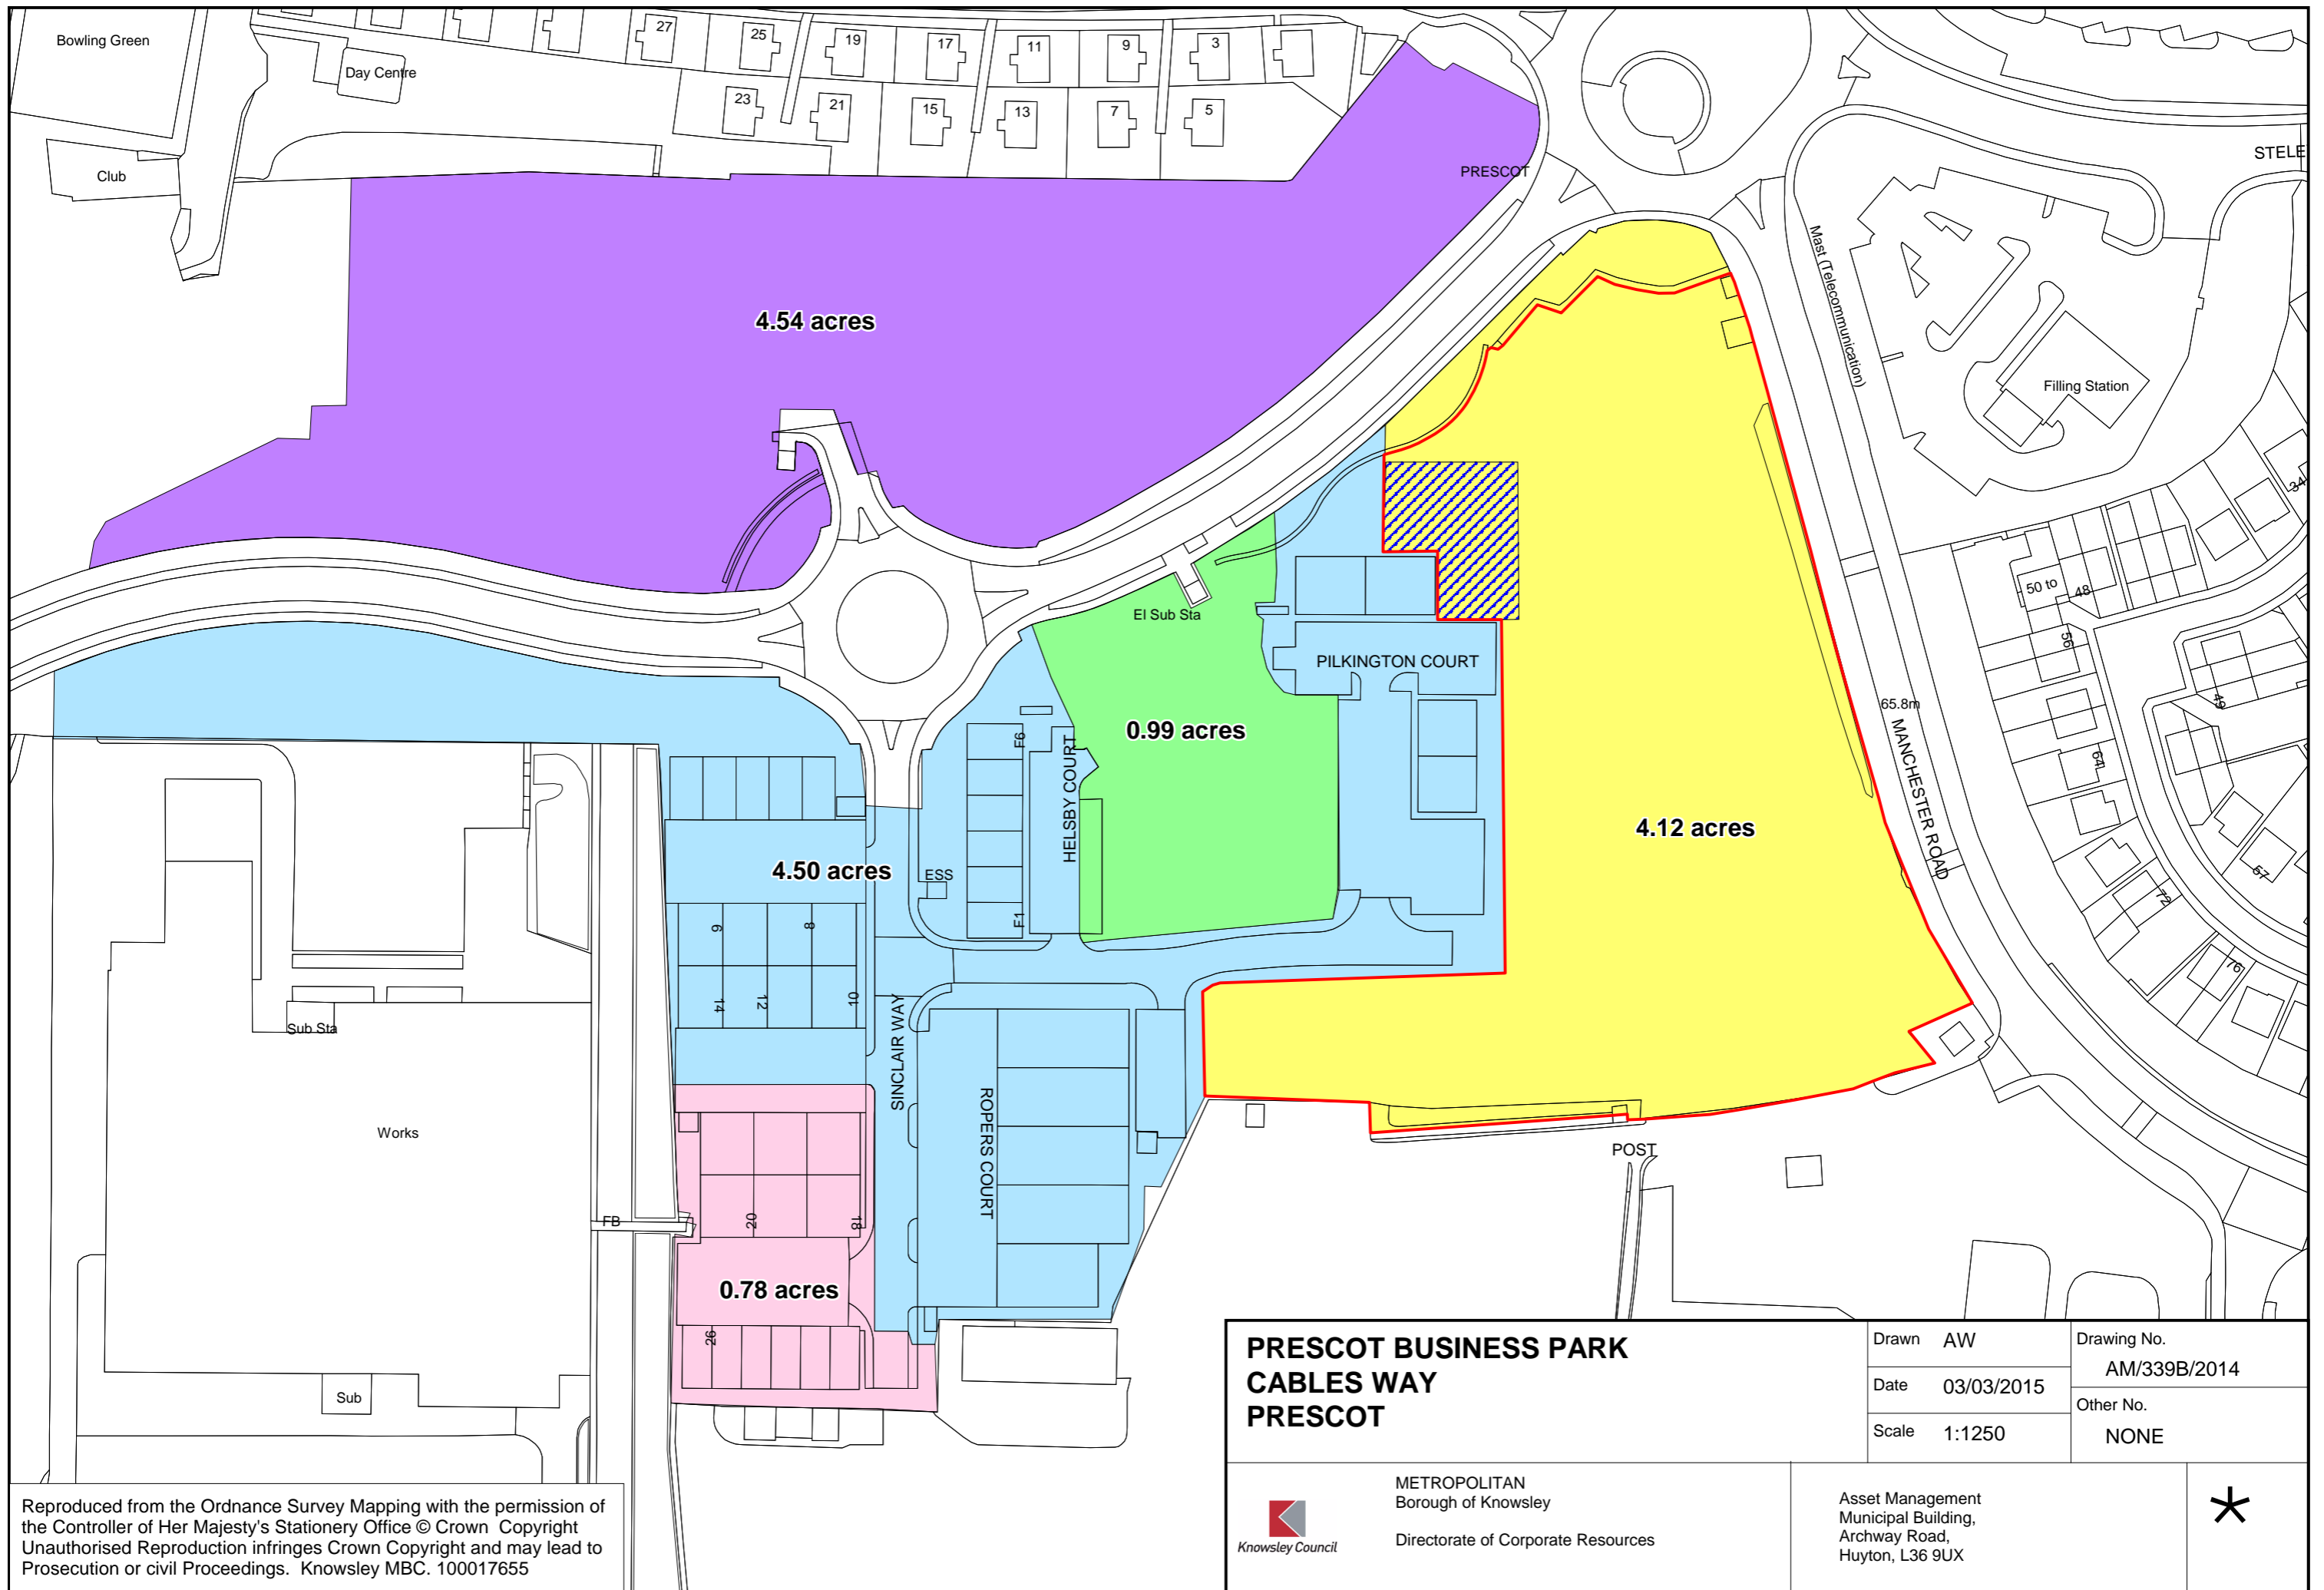 Bowling Green
Day Centre
Club
27
25
19
17
11
9
3
23
21
15
13
7
5
PRESCOT
STELE
Mast (Telecommunication)
Filling Station
4.54 acres
34
50 to
48
56
49
64
57
72
76
65.8m
MANCHESTER ROAD
El Sub Sta
PILKINGTON COURT
0.99 acres
4.12 acres
F6
HELSBY COURT
F1
ESS
4.50 acres
6
8
14
12
10
SINCLAIR WAY
ROPERS COURT
Sub Sta
Works
FB
20
18
0.78 acres
26
Sub
POST
PRESCOT BUSINESS PARK
CABLES WAY
PRESCOT
Drawn AW
Date 03/03/2015
Scale 1:1250
Drawing No.
AM/339B/2014
Other No.
NONE
Knowsley Council
METROPOLITAN
Borough of Knowsley
Directorate of Corporate Resources
Asset Management
Municipal Building,
Archway Road,
Huyton, L36 9UX
*
Reproduced from the Ordnance Survey Mapping with the permission of
the Controller of Her Majesty's Stationery Office © Crown Copyright
Unauthorised Reproduction infringes Crown Copyright and may lead to
Prosecution or civil Proceedings. Knowsley MBC. 100017655